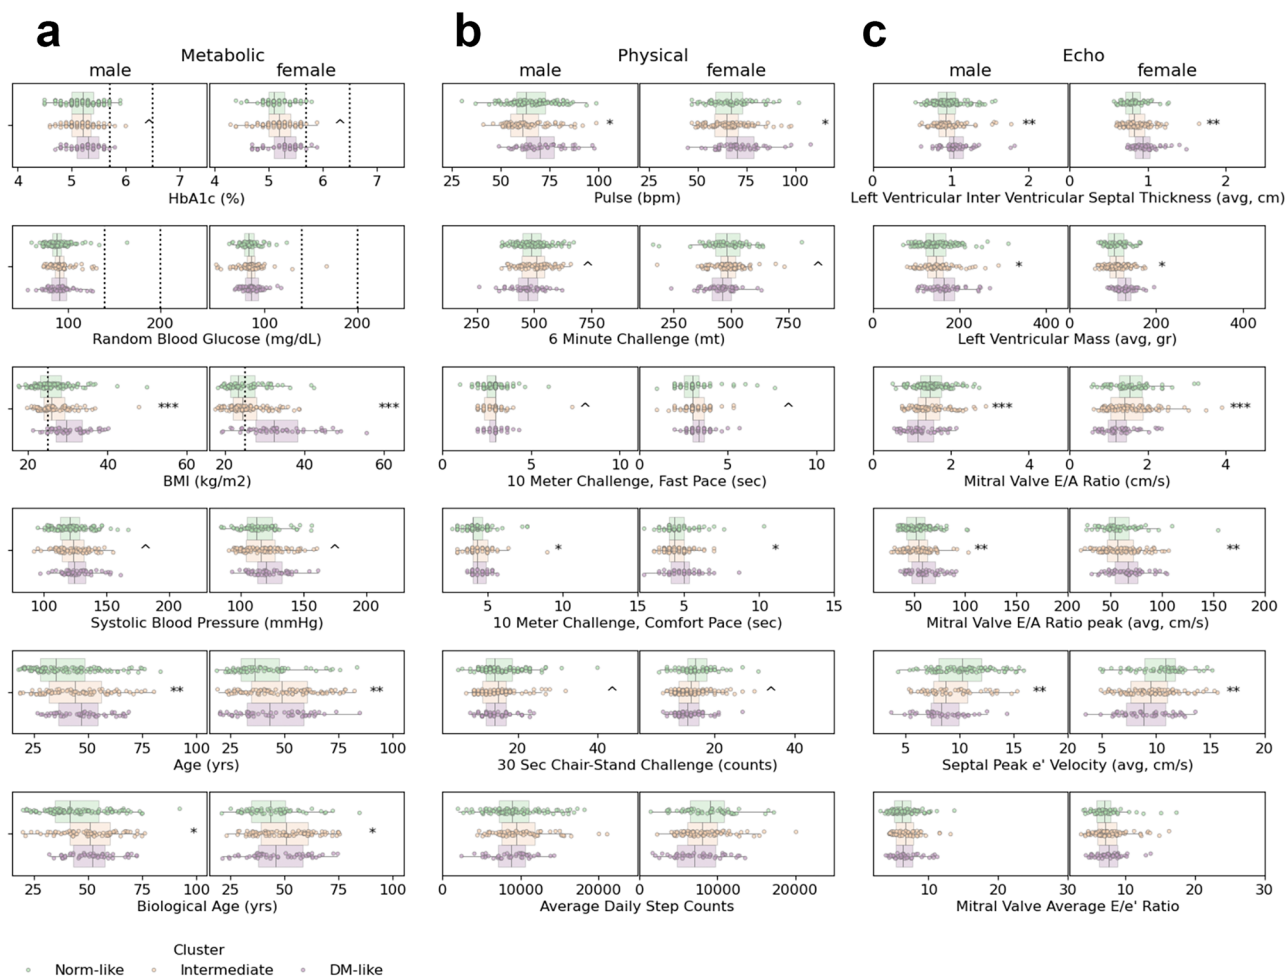 a
b
c
Metabolic
Physical
Echo
male female
male female
male female
^ ^
* *
** **
4 5 6 7 4 5 6 7
HbA1c (%)
25 50 75 100 25 50 75 100
Pulse (bpm)
0 1 2 0 1 2
Left Ventricular Inter Ventricular Septal Thickness (avg, cm)
^ ^
* *
100 200 100 200
Random Blood Glucose (mg/dL)
250 500 750 250 500 750
6 Minute Challenge (mt)
0 200 400 0 200 400
Left Ventricular Mass (avg, gr)
*** ***
^ ^
*** ***
20 40 60 20 40 60
BMI (kg/m2)
0 5 10 0 5 10
10 Meter Challenge, Fast Pace (sec)
0 2 4 0 2 4
Mitral Valve E/A Ratio (cm/s)
^ ^
* *
** **
100 150 200 100 150 200
Systolic Blood Pressure (mmHg)
5 10 15 5 10 15
10 Meter Challenge, Comfort Pace (sec)
50 100 150 200 50 100 150 200
Mitral Valve E/A Ratio peak (avg, cm/s)
** **
^ ^
** **
25 50 75 100 25 50 75 100
Age (yrs)
20 40 20 40
30 Sec Chair-Stand Challenge (counts)
5 10 15 20 5 10 15 20
Septal Peak e' Velocity (avg, cm/s)
* *
25 50 75 100 25 50 75 100
Biological Age (yrs)
0 10000 20000 0 10000 20000
Average Daily Step Counts
10 20 30 10 20 30
Mitral Valve Average E/e' Ratio
Cluster
Norm-like Intermediate DM-like